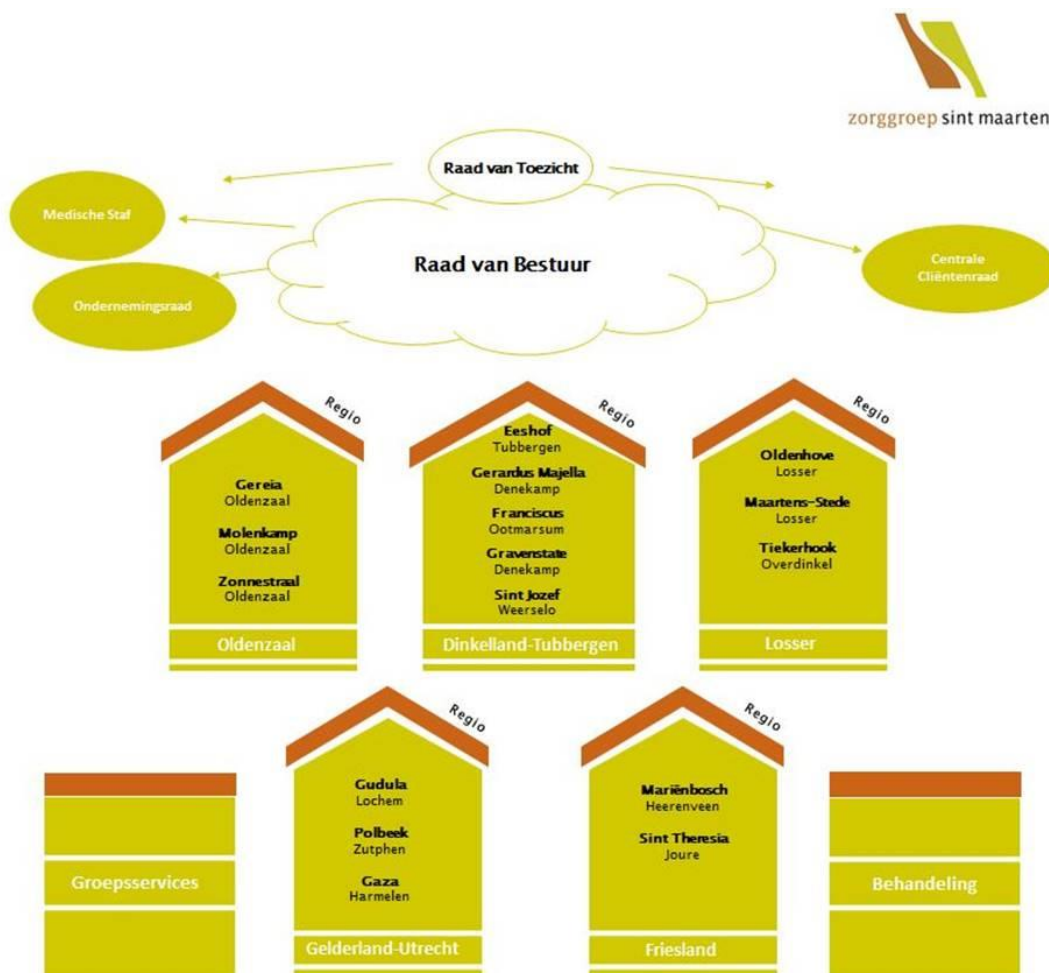 zorggroep sint maarten
Raad van Toezicht
Medische Staf
Raad van Bestuur
Centrale
Cliëntenraad
Ondernemingsraad
Regio
Gereia
Oldenzaal
Molenkamp
Oldenzaal
Zonnestraal
Oldenzaal
Oldenzaal
Regio
Eeshof
Tubbergen
Gerardus Majella
Denekamp
Franciscus
Ootmarsum
Gravenstate
Denekamp
Sint Jozef
Weerselo
Dinkelland-Tubbergen
Regio
Oldenhove
Losser
Maartens-Stede
Losser
Tiekerhook
Overdinkel
Losser
Groepsservices
Regio
Gudula
Lochem
Polbeek
Zutphen
Gaza
Harmelen
Gelderland-Utrecht
Regio
Mariënbosch
Heerenveen
Sint Theresia
Joure
Friesland
Behandeling